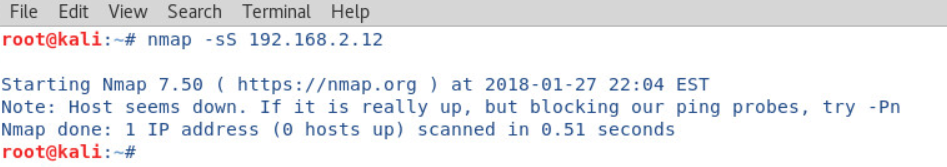 File Edit View Search Terminal Help
root@kali:~# nmap -sS 192.168.2.12
Starting Nmap 7.50 ( https://nmap.org ) at 2018-01-27 22:04 EST
Note: Host seems down. If it is really up, but blocking our ping probes, try -Pn
Nmap done: 1 IP address (0 hosts up) scanned in 0.51 seconds
root@kali:~#